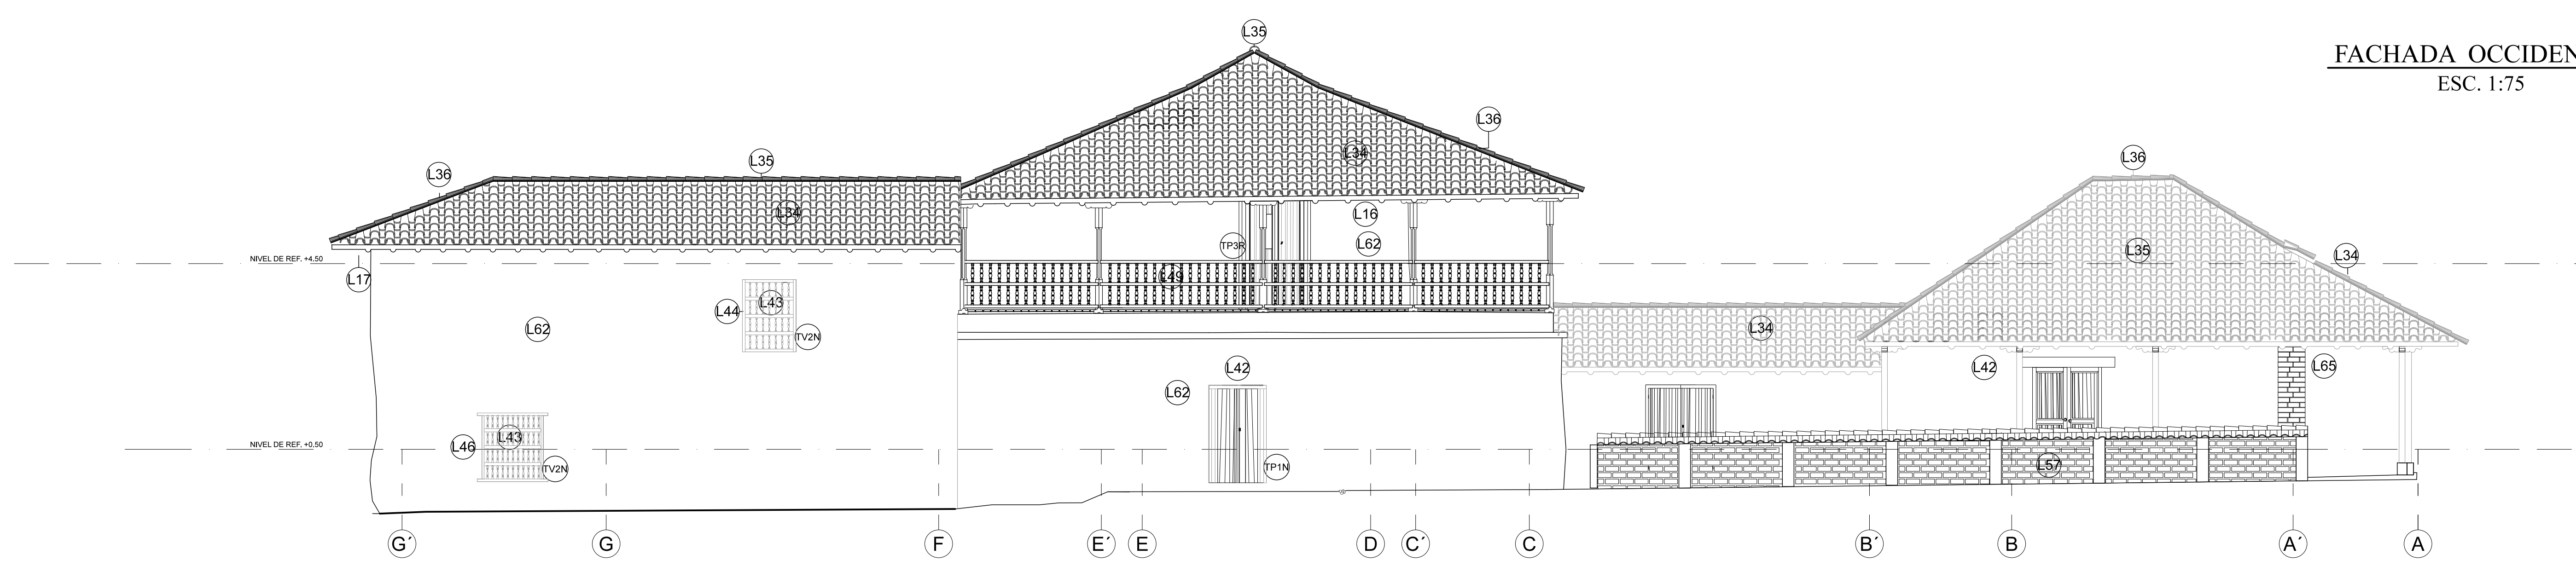 L35
FACHADA OCCIDEN
ESC. 1:75
L36
L36
L35
L36
L34
L34
L16
TP3R
L62
L35
L34
NIVEL DE REF. +4.50
L17
L49
L43
L44
L62
TV2N
L34
L42
L42
L65
L62
NIVEL DE REF. +0.50
L46
L43
TV2N
TP1N
L57
G´ G F E´ E D C´ C B´ B A´ A